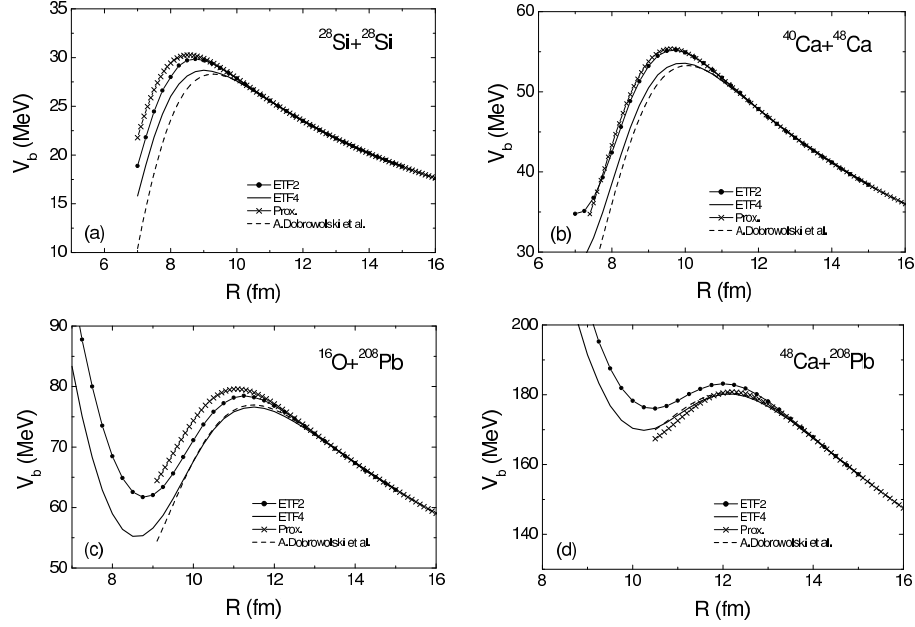 35
30
25
20
15
10
V_b (MeV)
²⁸Si+²⁸Si
ETF2
ETF4
Prox.
A.Dobrowolski et al.
(a)
6 8 10 12 14 16
R (fm)
60
50
40
30
V_b (MeV)
⁴⁰Ca+⁴⁸Ca
ETF2
ETF4
Prox.
A.Dobrowolski et al.
(b)
6 8 10 12 14 16
R (fm)
90
80
70
60
50
V_b (MeV)
¹⁶O+²⁰⁸Pb
ETF2
ETF4
Prox.
A.Dobrowolski et al.
(c)
8 10 12 14 16
R (fm)
200
180
160
140
V_b (MeV)
⁴⁸Ca+²⁰⁸Pb
ETF2
ETF4
Prox.
A.Dobrowolski et al.
(d)
8 10 12 14 16
R (fm)